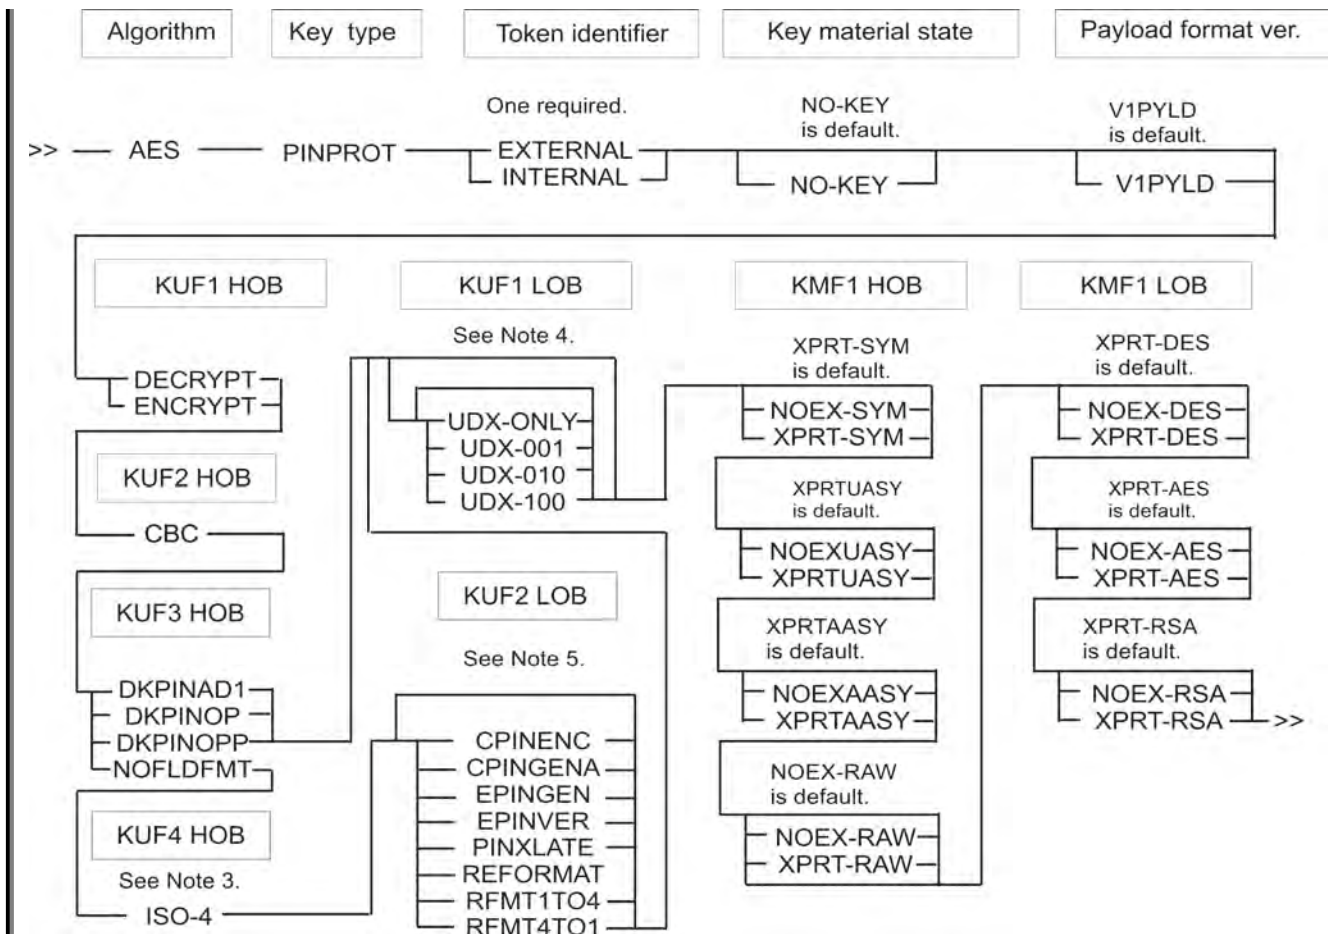 Algorithm
Key type
Token identifier
Key material state
Payload format ver.
One required.
NO-KEY
is default.
V1PYLD
is default.
>>
AES
PINPROT
EXTERNAL
INTERNAL
NO-KEY
V1PYLD
KUF1 HOB
KUF1 LOB
KMF1 HOB
KMF1 LOB
DECRYPT
ENCRYPT
KUF2 HOB
CBC
KUF3 HOB
DKPINAD1
DKPINOP
DKPINOPP
NOFLDFMT
KUF4 HOB
See Note 3.
ISO-4
See Note 4.
UDX-ONLY
UDX-001
UDX-010
UDX-100
KUF2 LOB
See Note 5.
CPINENC
CPINGENA
EPINGEN
EPINVER
PINXLATE
REFORMAT
RFMT1TO4
RFMT4TO1
XPRT-SYM
is default.
NOEX-SYM
XPRT-SYM
XPRTUASY
is default.
NOEXUASY
XPRTUASY
XPRTAASY
is default.
NOEXAASY
XPRTAASY
NOEX-RAW
is default.
NOEX-RAW
XPRT-RAW
XPRT-DES
is default.
NOEX-DES
XPRT-DES
XPRT-AES
is default.
NOEX-AES
XPRT-AES
XPRT-RSA
is default.
NOEX-RSA
XPRT-RSA
>>